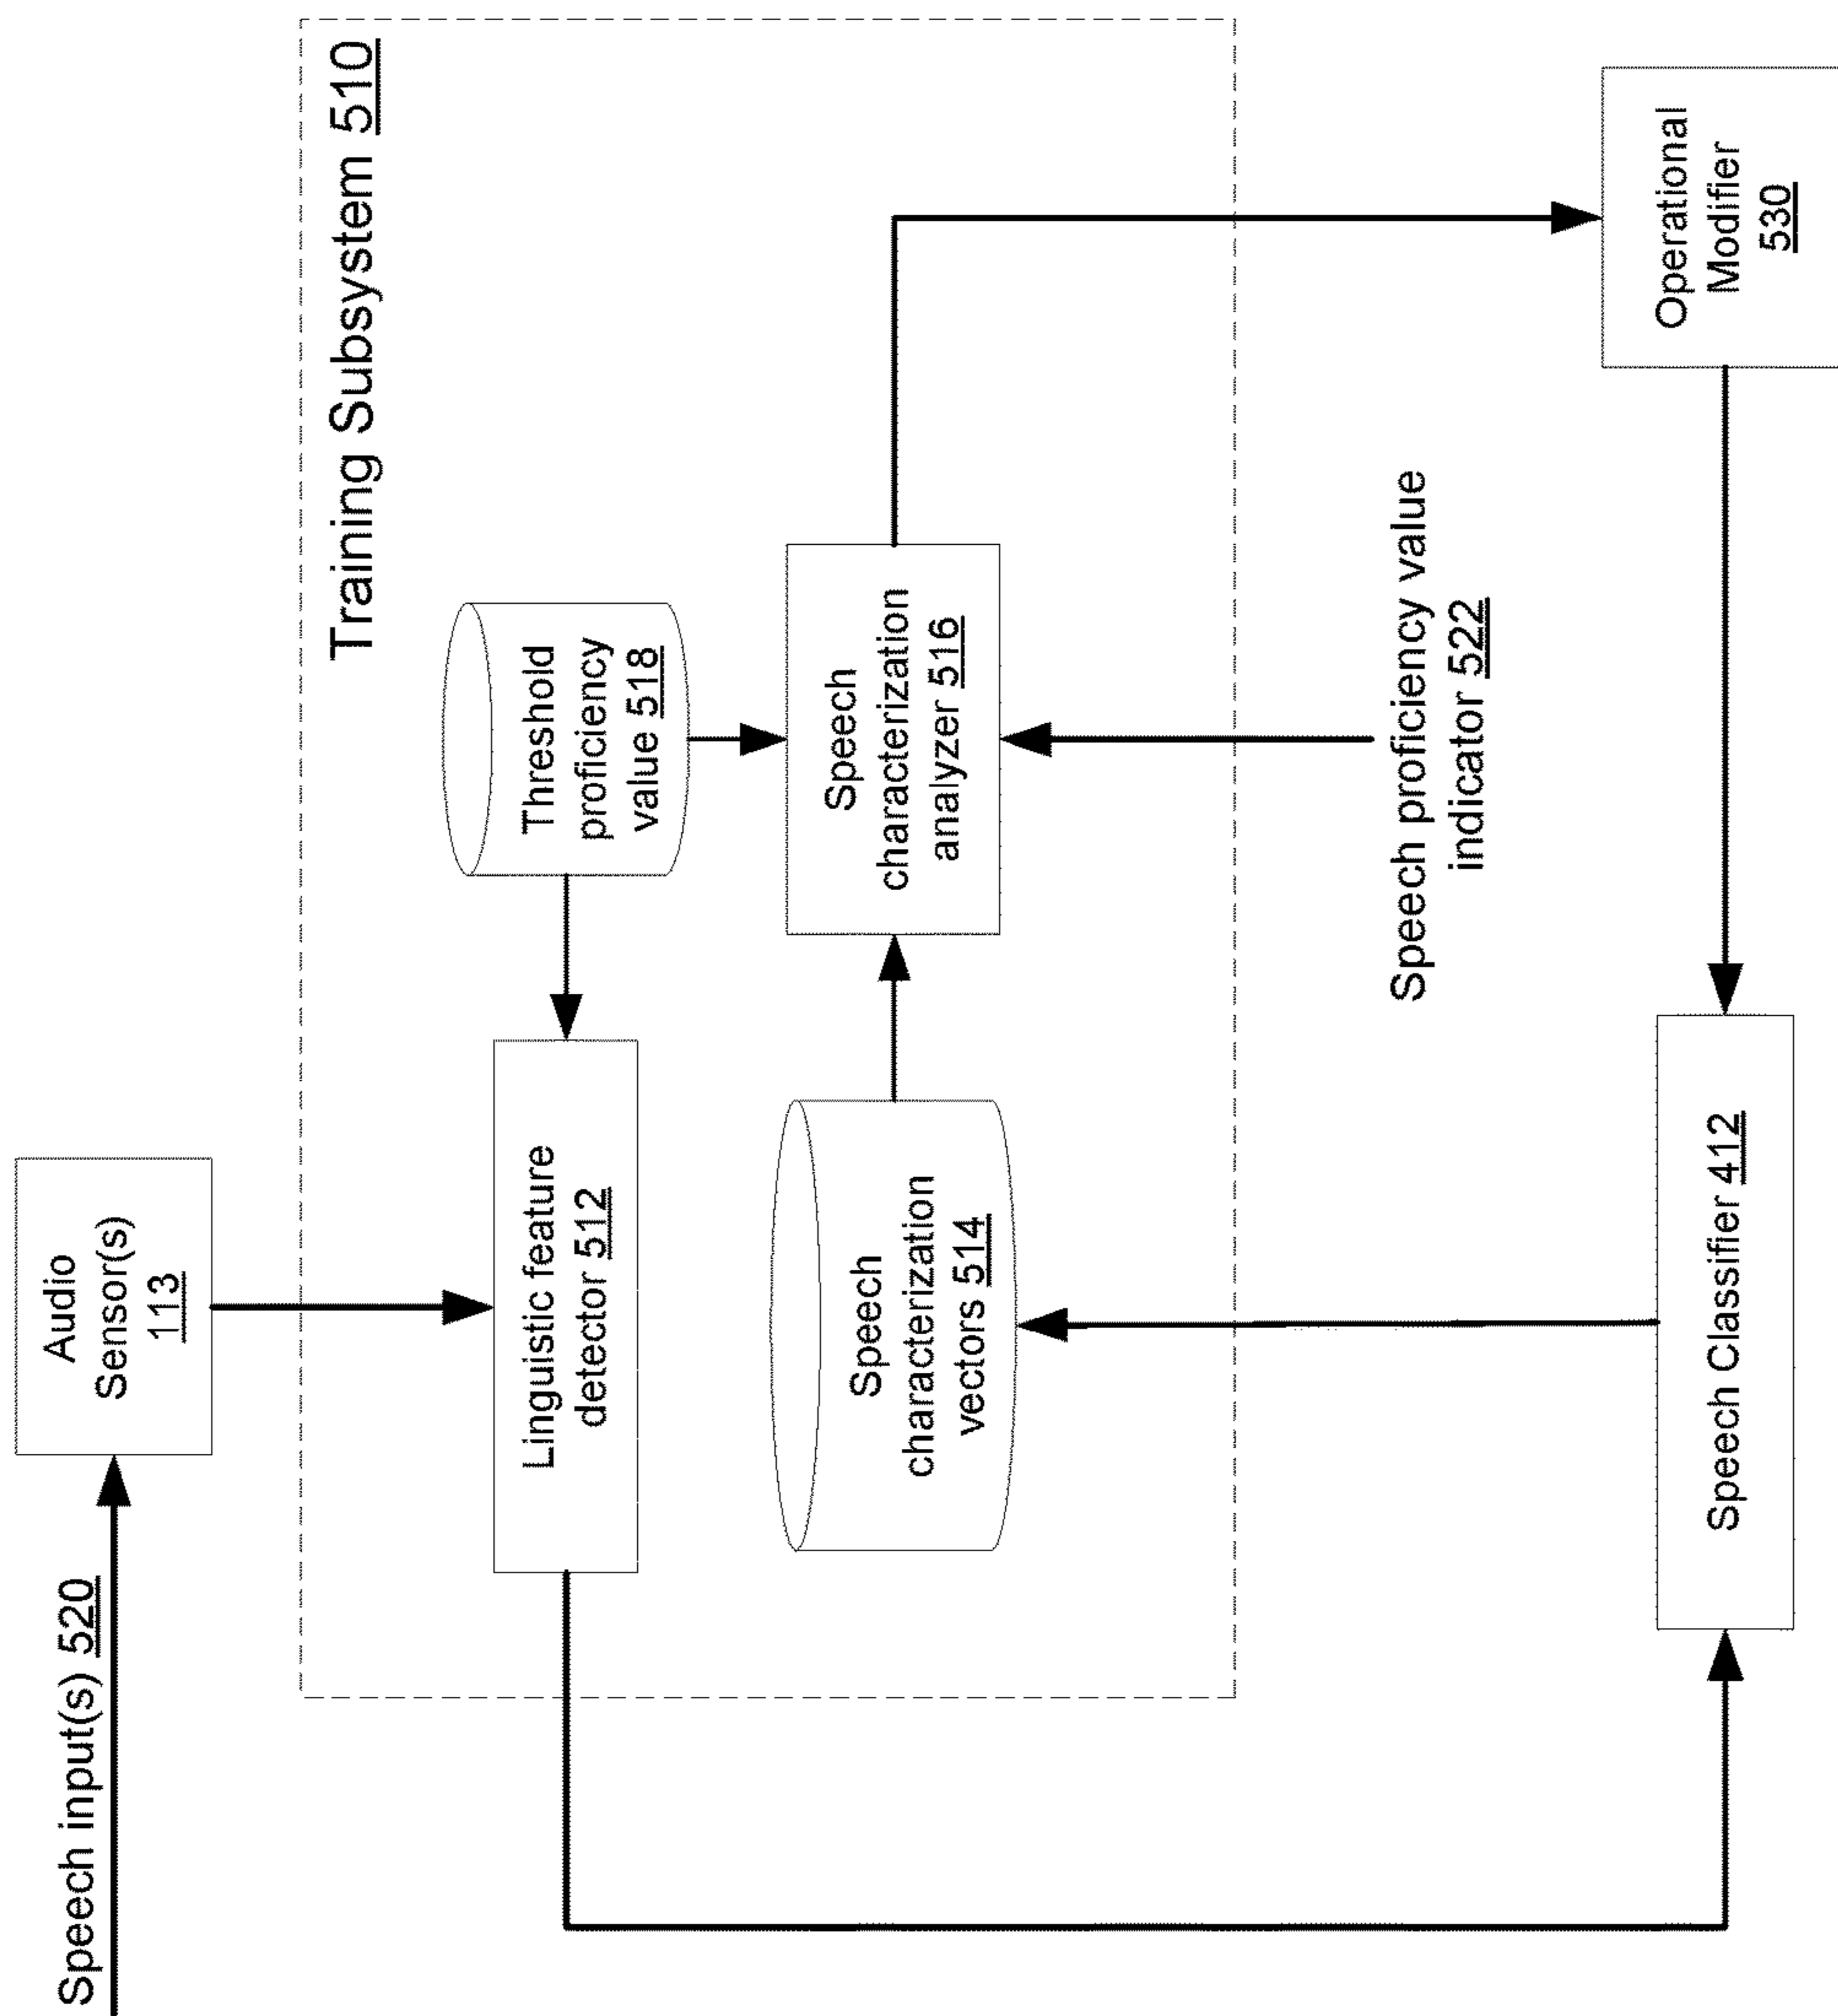 Speech input(s) 520
Audio
Sensor(s)
113
Training Subsystem 510
Linguistic feature
detector 512
Threshold
proficiency
value 518
Speech
characterization
vectors 514
Speech
characterization
analyzer 516
Speech proficiency value
indicator 522
Speech Classifier 412
Operational
Modifier
530